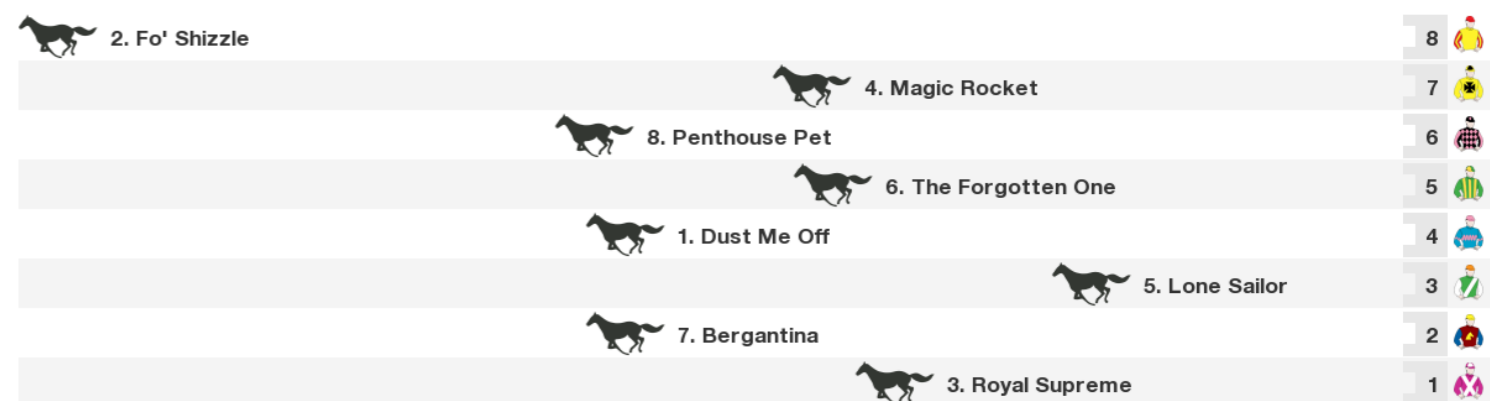 2. Fo' Shizzle 8
4. Magic Rocket 7
8. Penthouse Pet 6
6. The Forgotten One 5
1. Dust Me Off 4
5. Lone Sailor 3
7. Bergantina 2
3. Royal Supreme 1